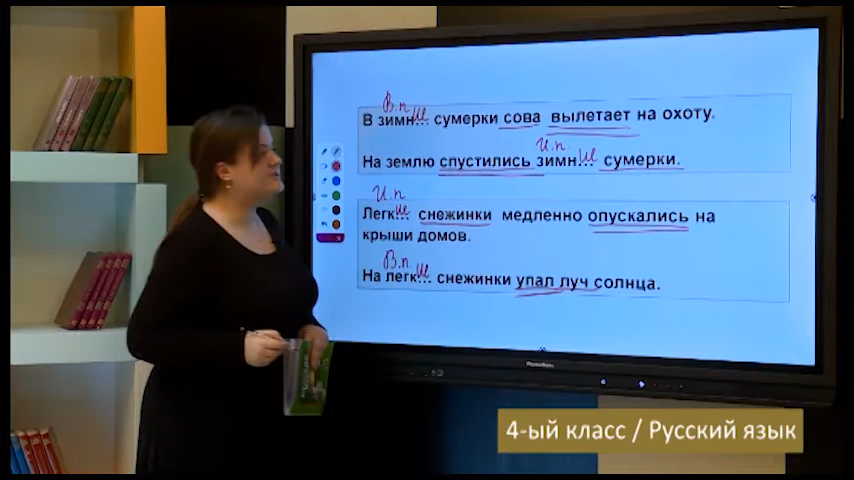 В.п
В зимн...ие сумерки сова вылетает на охоту.
И.п
На землю спустились зимн...ие сумерки.
И.п
Легк...ие снежинки медленно опускались на
крыши домов.
В.п.
На легк...ие снежинки упал луч солнца.
4-ый класс / Русский язык